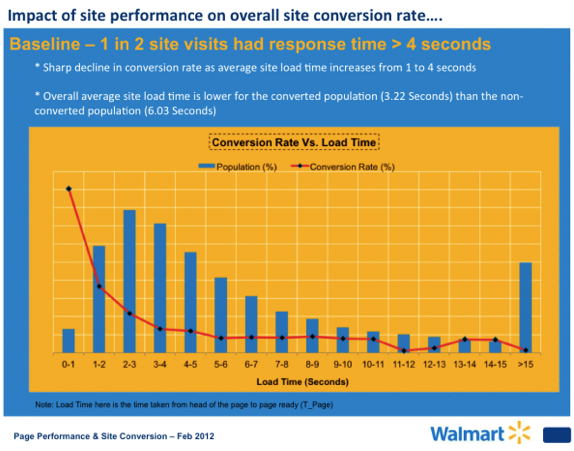 Impact of site performance on overall site conversion rate....
Baseline – 1 in 2 site visits had response time > 4 seconds
* Sharp decline in conversion rate as average site load time increases from 1 to 4 seconds
* Overall average site load time is lower for the converted population (3.22 Seconds) than the non-
converted population (6.03 Seconds)
Conversion Rate Vs. Load Time
Population (%) Conversion Rate (%)
0-1 1-2 2-3 3-4 4-5 5-6 6-7 7-8 8-9 9-10 10-11 11-12 12-13 13-14 14-15 >15
Load Time (Seconds)
Note: Load Time here is the time taken from head of the page to page ready (T_Page)
Page Performance & Site Conversion – Feb 2012
Walmart